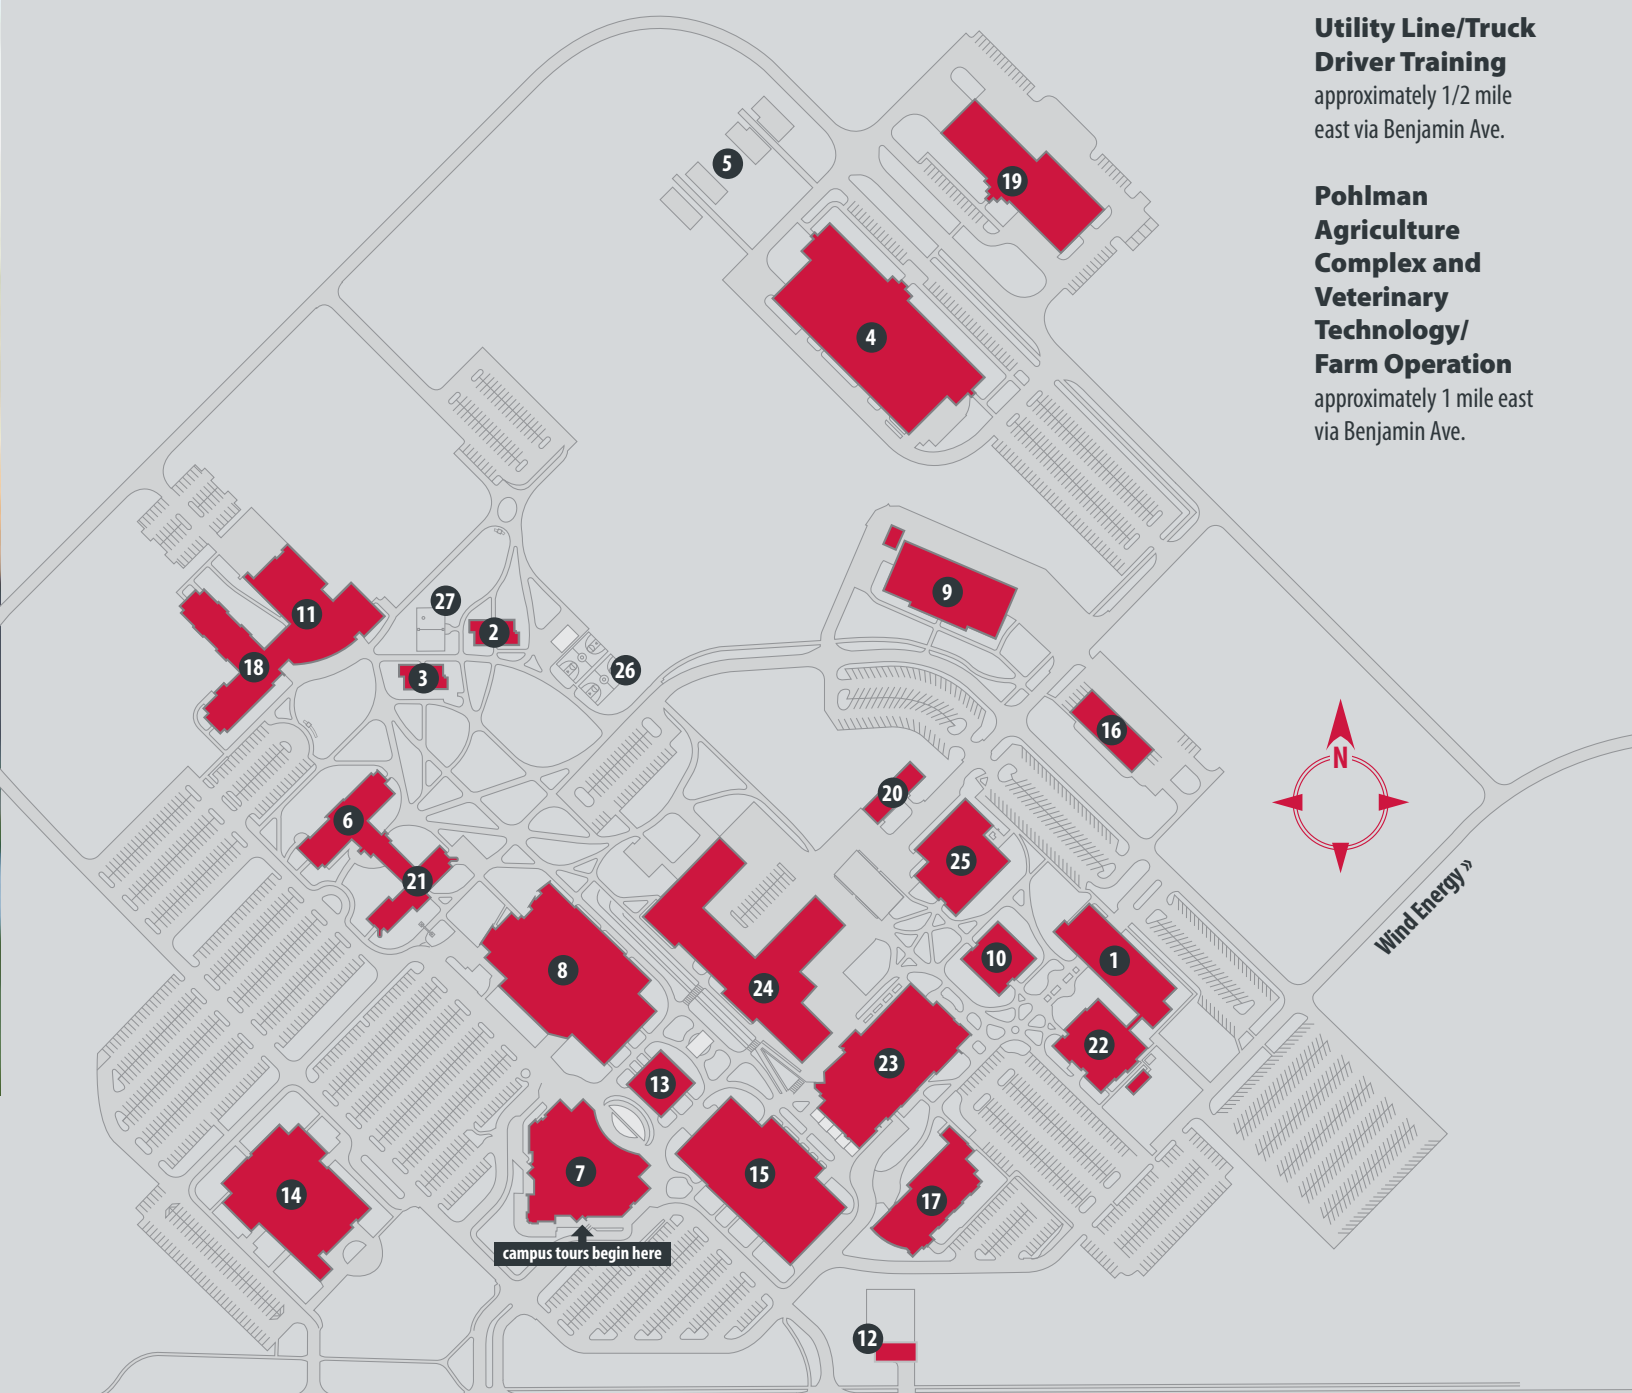 Utility Line/Truck
Driver Training
approximately 1/2 mile
east via Benjamin Ave.
Pohlman
Agriculture
Complex and
Veterinary
Technology/
Farm Operation
approximately 1 mile east
via Benjamin Ave.
5
19
4
9
27
11
2
18
3
26
16
N
20
6
25
21
Wind Energy »
8
10
1
24
22
23
13
7
15
14
17
campus tours begin here
12